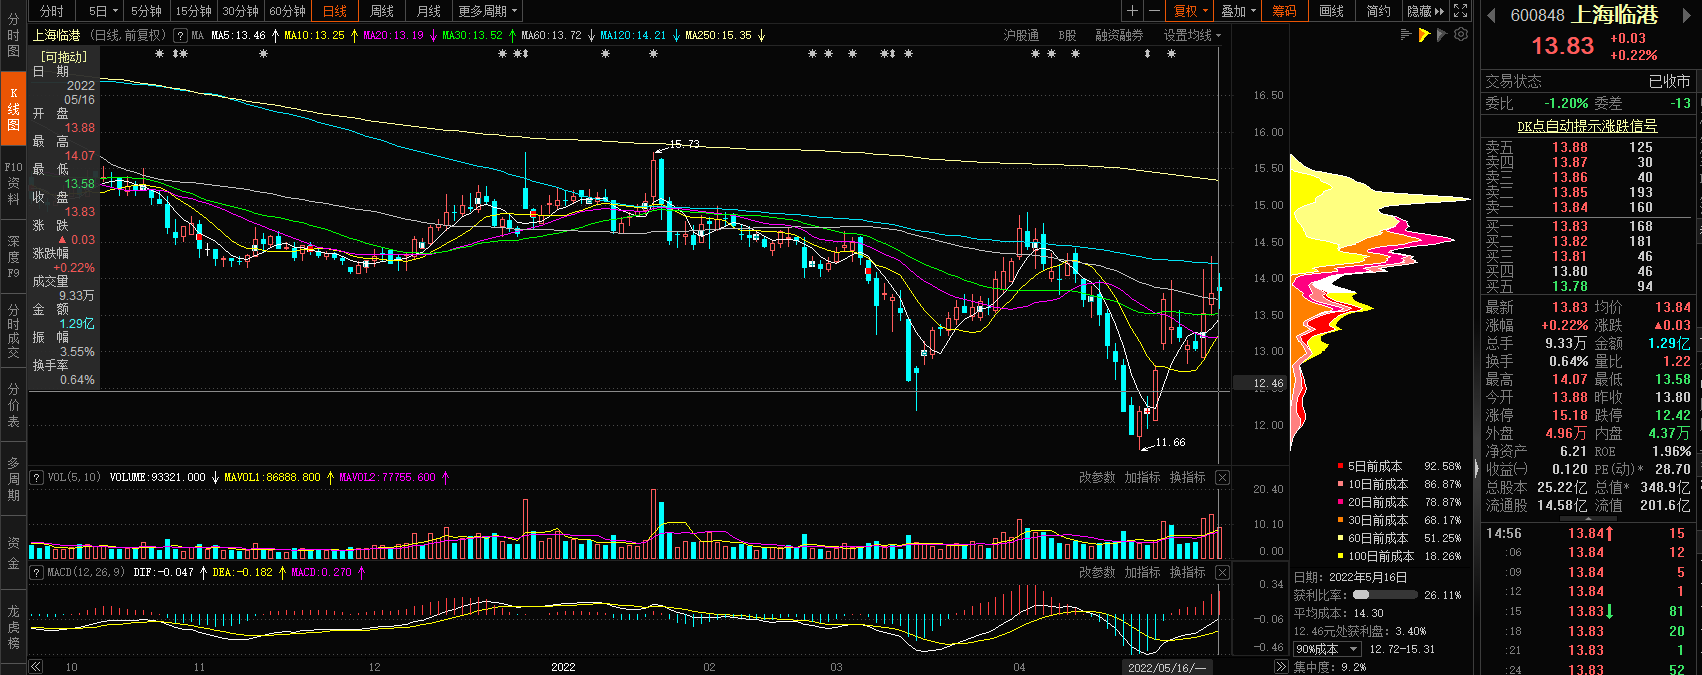 分时 5日 5分钟 15分钟 30分钟 60分钟 日线 周线 月线 更多周期
复权 叠加 筹码 画线 简约 隐藏
上海临港 (日线,前复权) ? MA MA5:13.46 ↑ MA10:13.25 ↑ MA20:13.19 ↓ MA30:13.52 ↑ MA60:13.72 ↓ MA120:14.21 ↓ MA250:15.35 ↓
沪股通 B股 融资融券 设置均线
分时图
K线图
F10资料
深度F9
分时成交
分价表
多周期
资金
龙虎榜
[可拖动]
日 期
2022
05/16
开 盘
13.88
最 高
14.07
最 低
13.58
收 盘
13.83
涨 跌
▲0.03
涨跌幅
+0.22%
成交量
9.33万
金 额
1.29亿
振 幅
3.55%
换手率
0.64%
15.73
11.66
16.50
16.00
15.50
15.00
14.50
14.00
13.50
13.00
12.46
12.00
? VOL(5,10) VOLUME:93321.000 ↓ MAVOL1:86888.800 ↑ MAVOL2:77755.600 ↑
改参数 加指标 换指标
20.40
10.10
0.00
? MACD(12,26,9) DIF:-0.047 ↑ DEA:-0.182 ↑ MACD:0.270 ↑
改参数 加指标 换指标
0.34
-0.06
-0.46
10 11 12 2022 02 03 04 2022/05/16/一
5日前成本 92.58%
10日前成本 86.87%
20日前成本 78.87%
30日前成本 68.17%
60日前成本 51.25%
100日前成本 18.26%
日期: 2022年5月16日
获利比率: 26.11%
平均成本: 14.30
12.46元处获利盘: 3.40%
90%成本 12.72-15.31
集中度: 9.2%
600848 上海临港
13.83 +0.03
+0.22%
交易状态 已收市
委比 -1.20% 委差 -13
DK点自动提示涨跌信号
卖五 13.88 125
卖四 13.87 30
卖三 13.86 40
卖二 13.85 193
卖一 13.84 160
买一 13.83 168
买二 13.82 181
买三 13.81 46
买四 13.80 46
买五 13.78 94
最新 13.83 均价 13.84
涨幅 +0.22% 涨跌 ▲0.03
总手 9.33万 金额 1.29亿
换手 0.64% 量比 1.22
最高 14.07 最低 13.58
今开 13.88 昨收 13.80
涨停 15.18 跌停 12.42
外盘 4.96万 内盘 4.37万
净资产 6.21 ROE 1.96%
收益(一) 0.120 PE(动)* 28.70
总股本 25.22亿 总值* 348.9亿
流通股 14.58亿 流值 201.6亿
14:56 13.84↑ 15
:06 13.84 12
:09 13.84 5
:12 13.84 1
:15 13.83↓ 81
:18 13.83 20
:21 13.83 1
:24 13.83 52